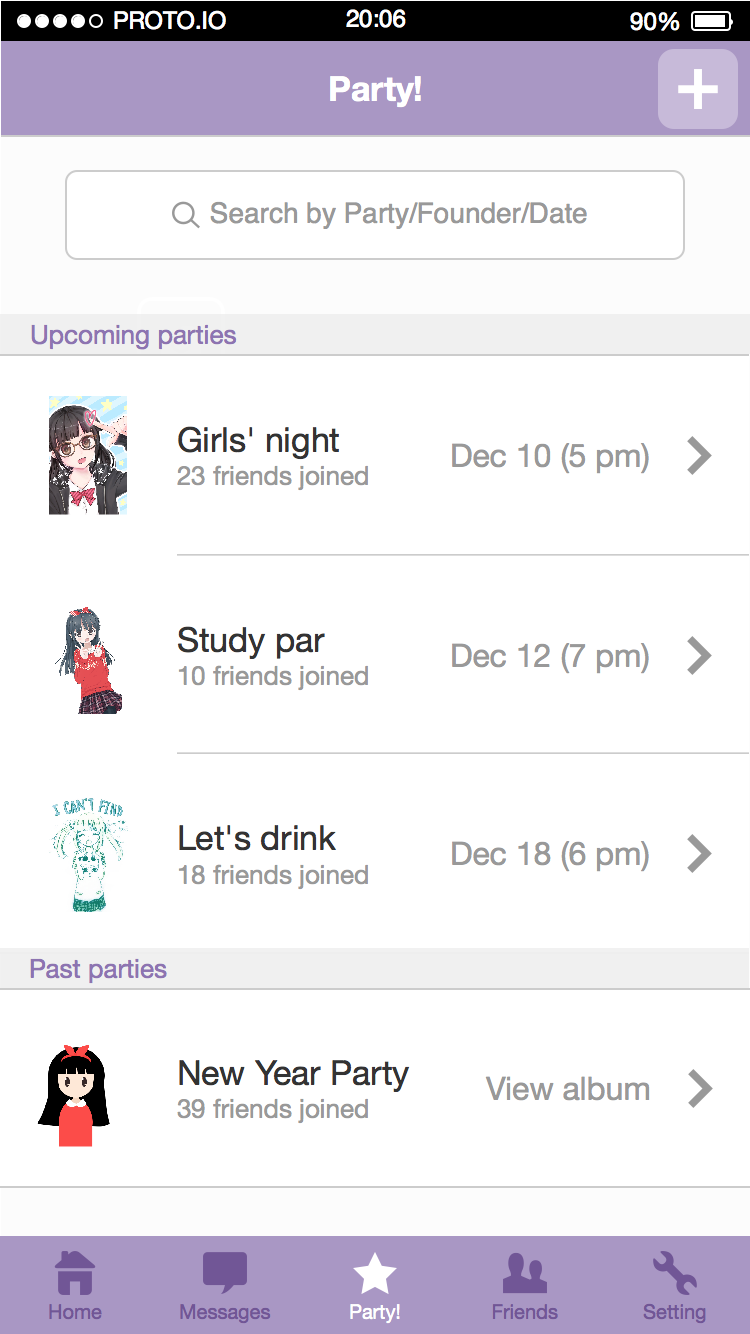 PROTO.IO 20:06 90%
Party!
Search by Party/Founder/Date
Upcoming parties
Girls' night
23 friends joined
Dec 10 (5 pm)
Study par
10 friends joined
Dec 12 (7 pm)
I CAN'T FIND
Let's drink
18 friends joined
Dec 18 (6 pm)
Past parties
New Year Party
39 friends joined
View album
Home Messages Party! Friends Setting